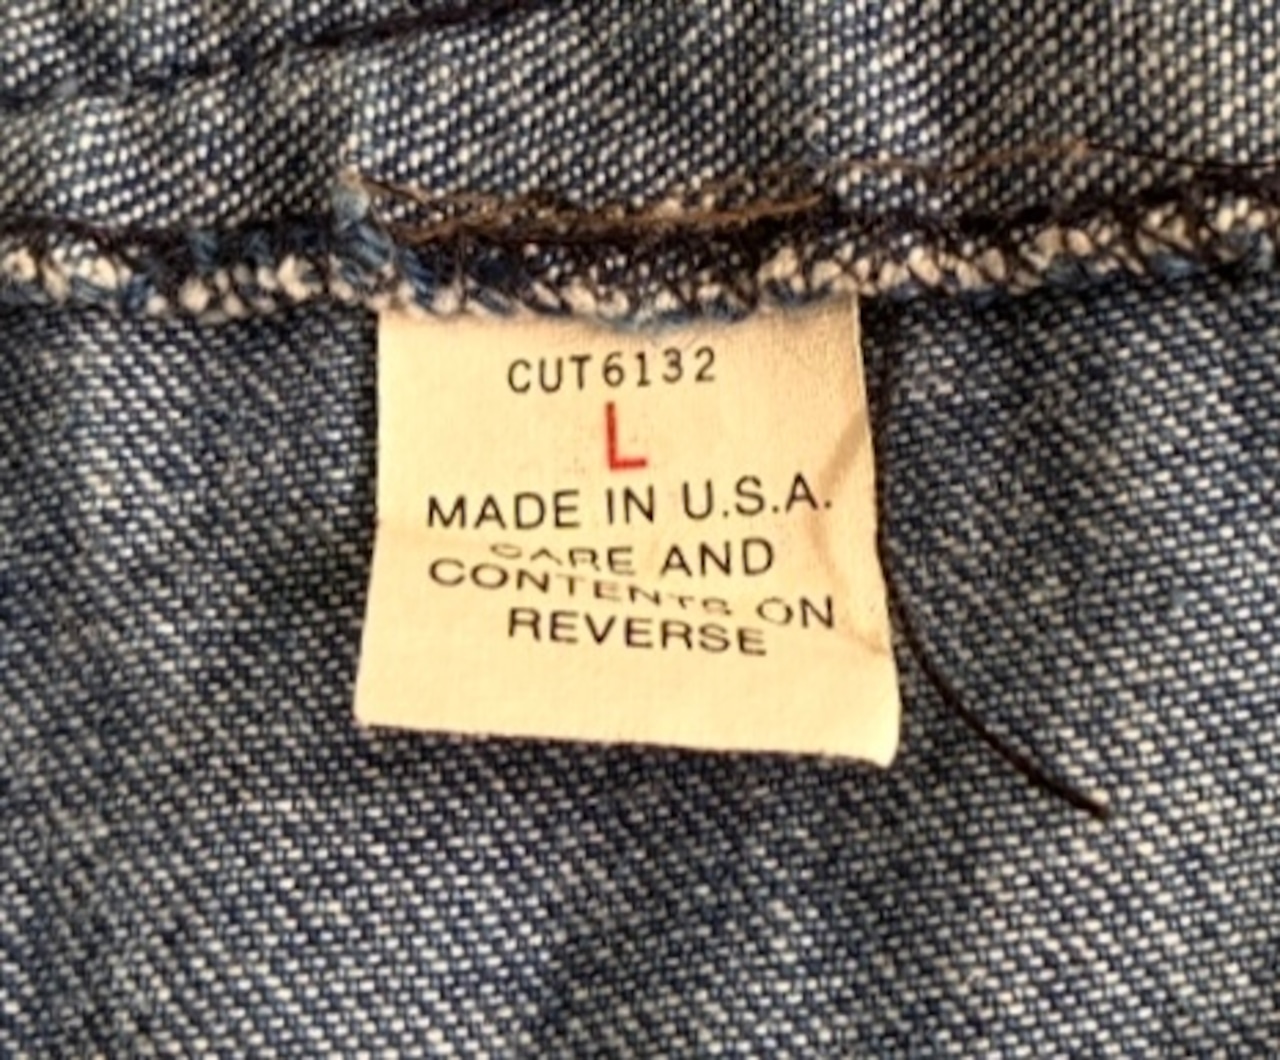 CUT6132
L
MADE IN U.S.A.
CARE AND
CONTENTS ON
REVERSE